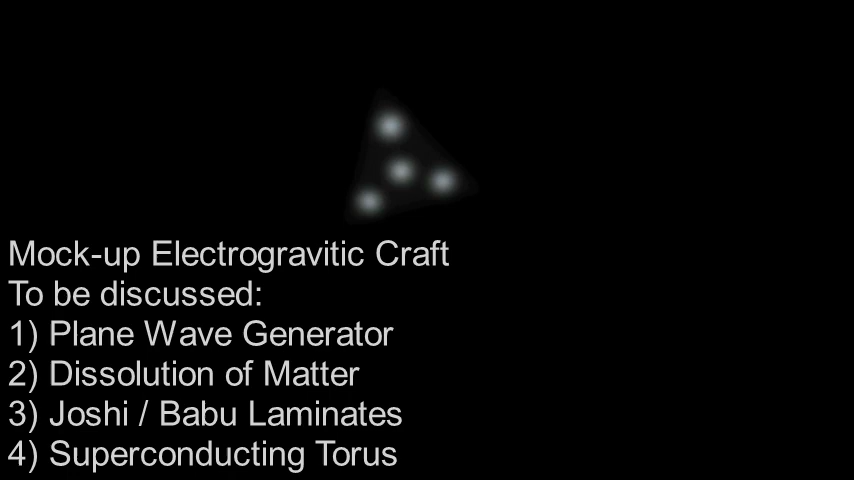 Mock-up Electrogravitic Craft
To be discussed:
1) Plane Wave Generator
2) Dissolution of Matter
3) Joshi / Babu Laminates
4) Superconducting Torus